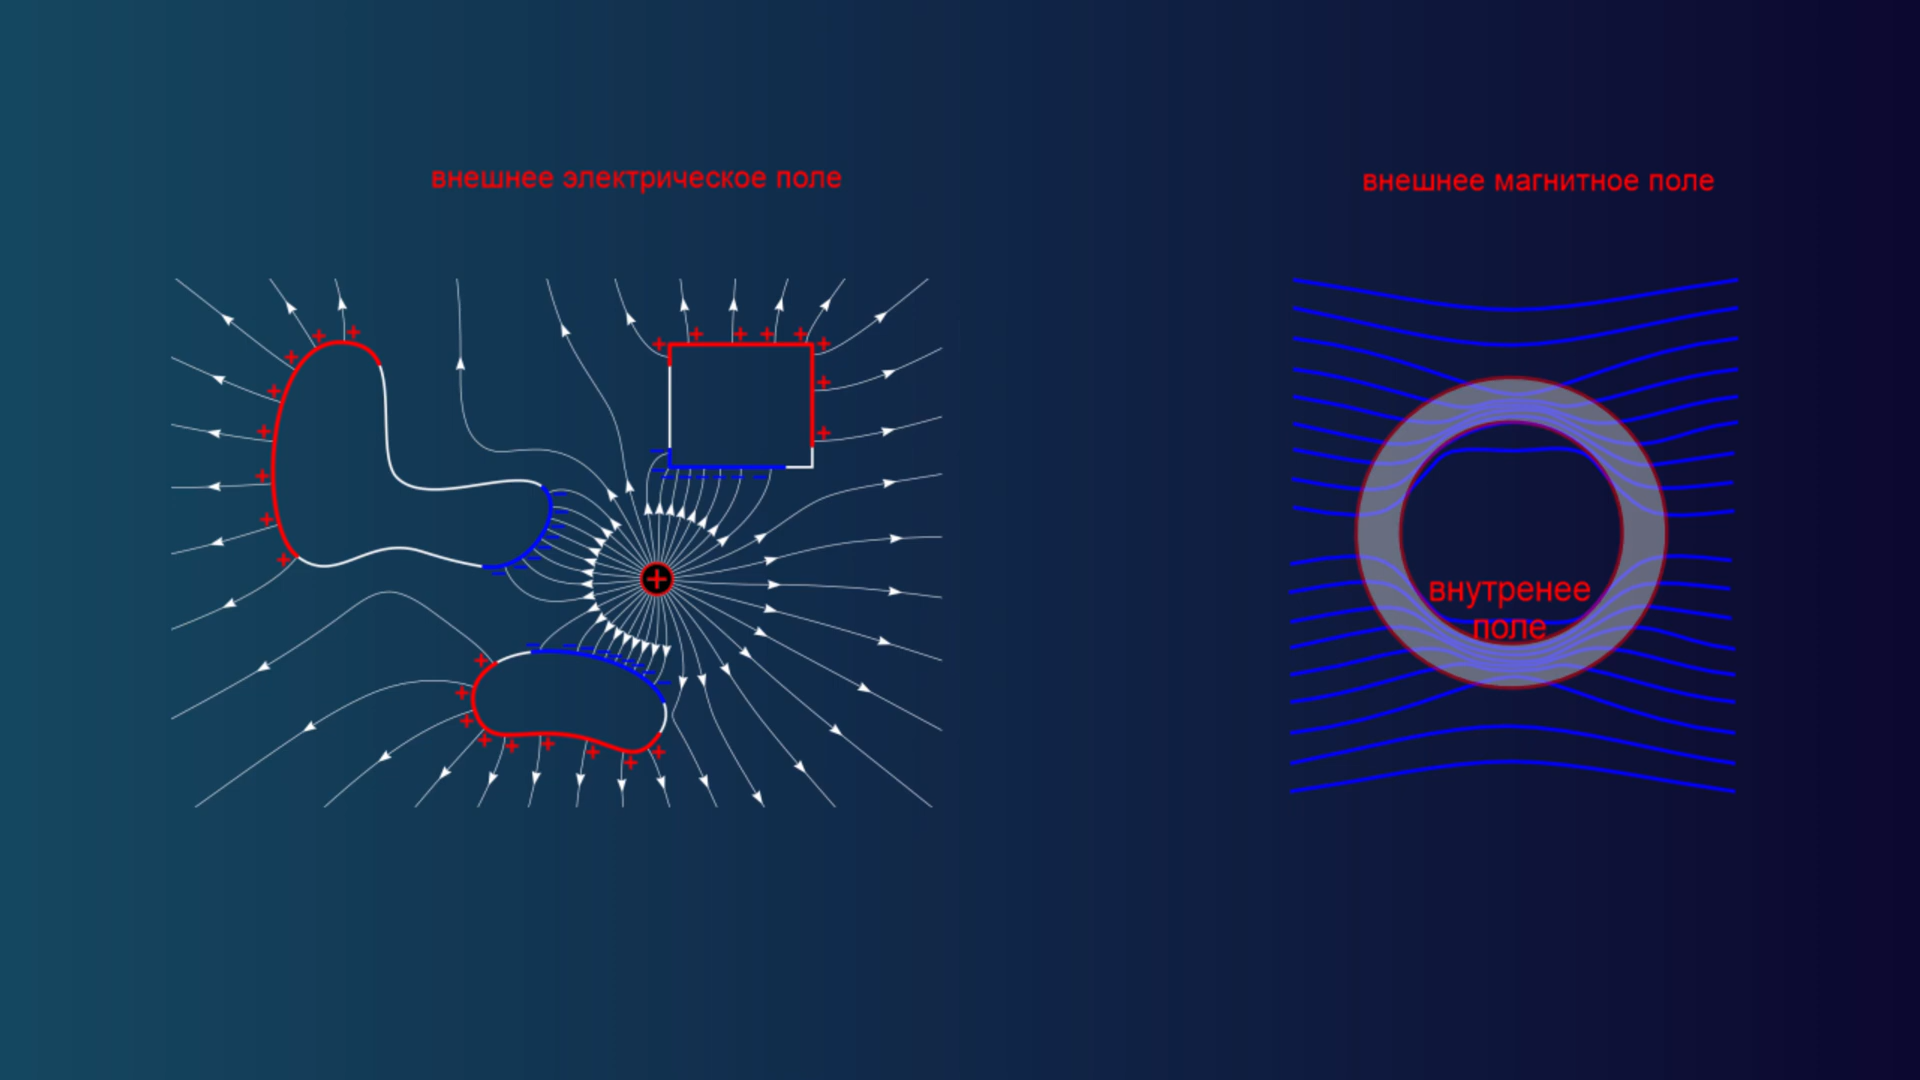 внешнее электрическое поле
внешнее магнитное поле
внутренее
поле